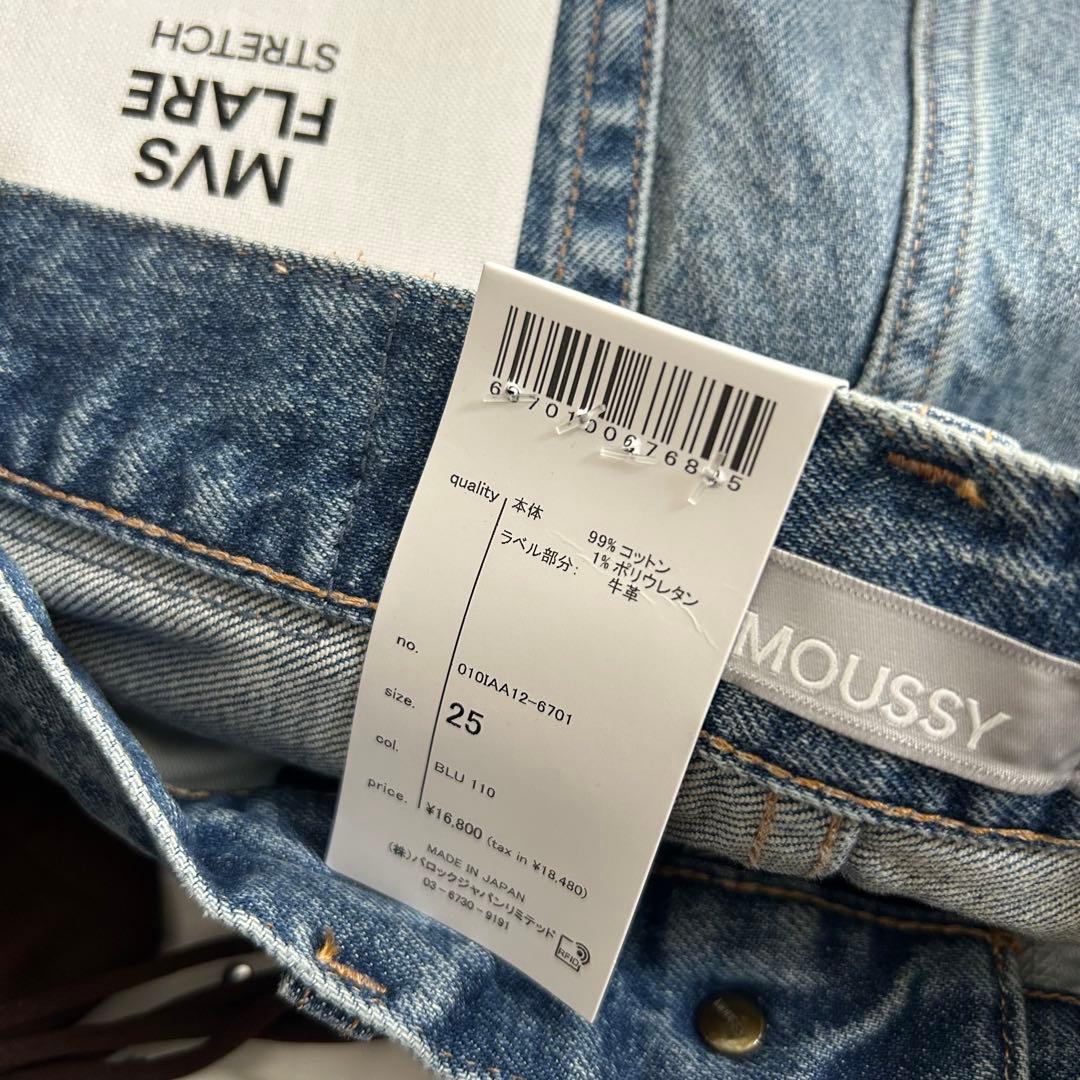 MVS
FLARE
STRETCH
quality
本体
99%コットン
1%ポリウレタン
ラベル部分:
牛革
no.
010IAA12-6701
size.
25
col.
BLU 110
price.
¥16,800 (tax in ¥18,480)
MADE IN JAPAN
(株)バロックジャパンリミテッド
03-6730-9191
RFID
MOUSSY